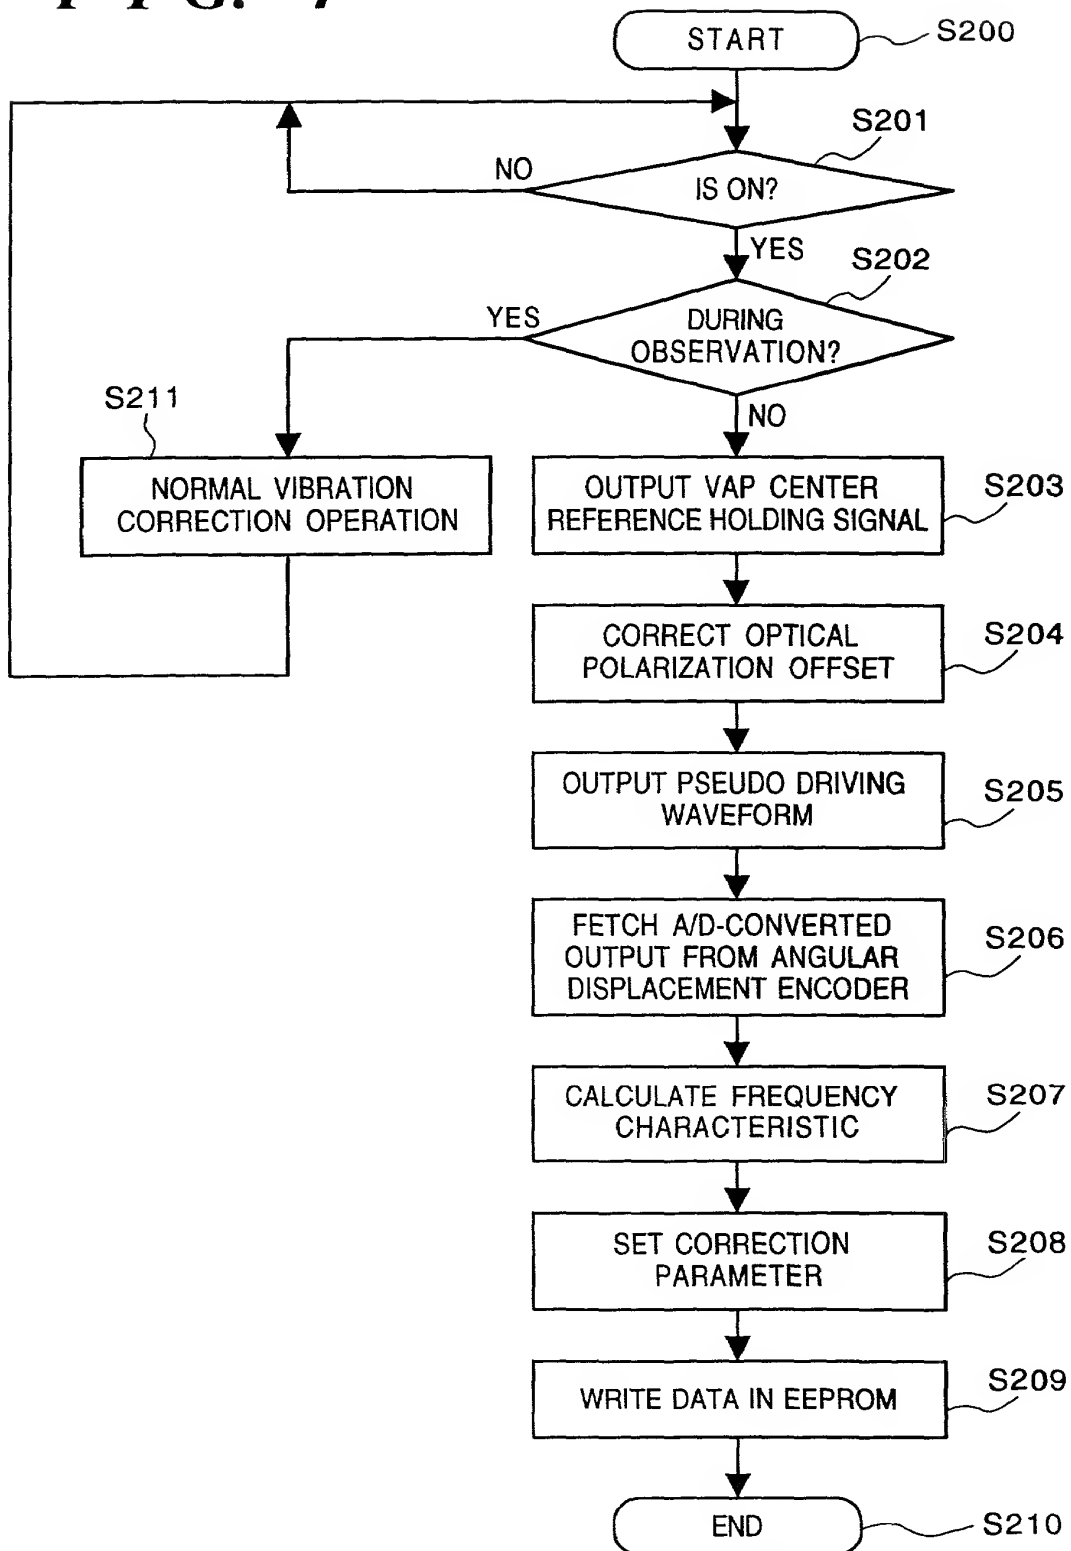 START
S200
S201
NO
IS ON?
YES
S202
YES
DURING
OBSERVATION?
NO
S211
NORMAL VIBRATION
CORRECTION OPERATION
OUTPUT VAP CENTER
REFERENCE HOLDING SIGNAL
S203
CORRECT OPTICAL
POLARIZATION OFFSET
S204
OUTPUT PSEUDO DRIVING
WAVEFORM
S205
FETCH A/D-CONVERTED
OUTPUT FROM ANGULAR
DISPLACEMENT ENCODER
S206
CALCULATE FREQUENCY
CHARACTERISTIC
S207
SET CORRECTION
PARAMETER
S208
WRITE DATA IN EEPROM
S209
END
S210